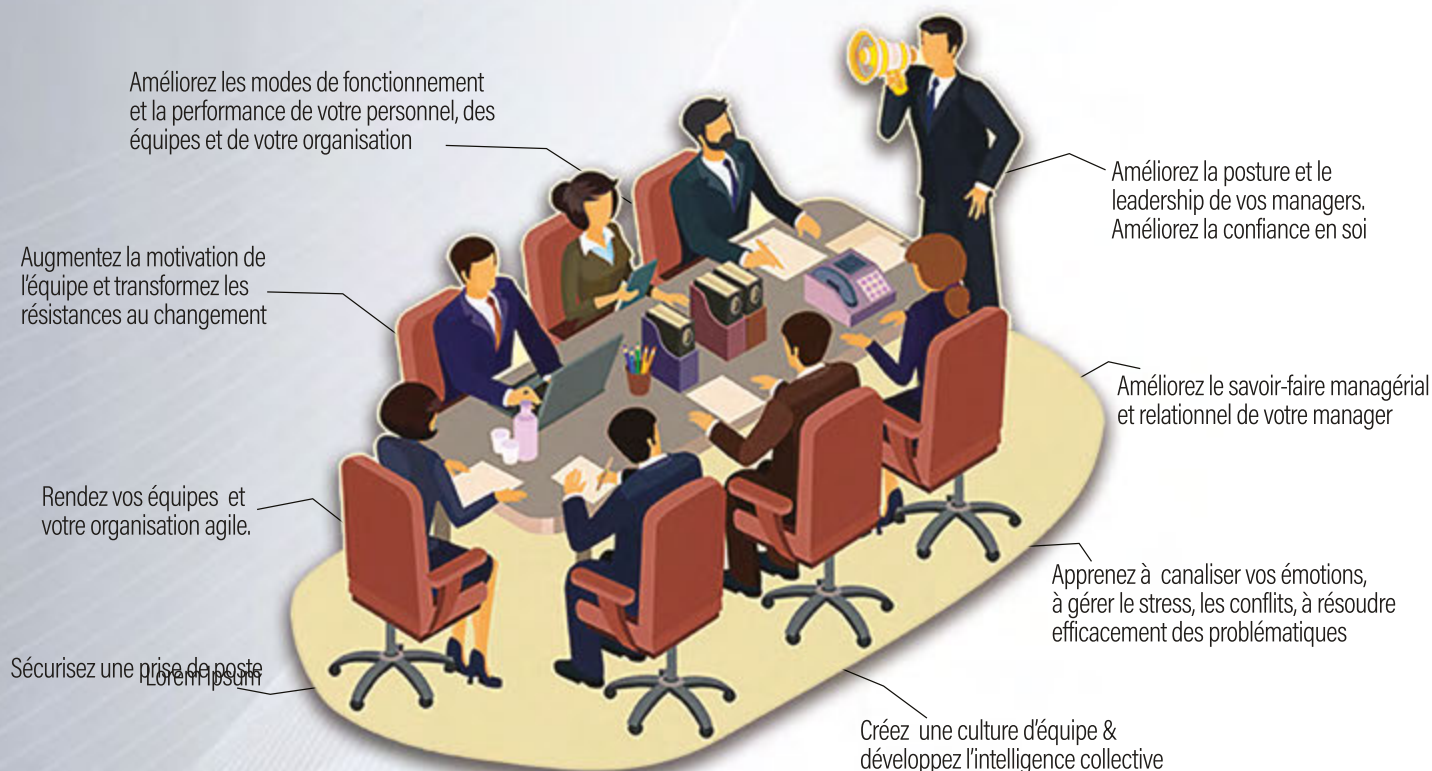 Améliorez les modes de fonctionnement
et la performance de votre personnel, des
équipes et de votre organisation
Améliorez la posture et le
leadership de vos managers.
Améliorez la confiance en soi
Augmentez la motivation de
l'équipe et transformez les
résistances au changement
Améliorez le savoir-faire managérial
et relationnel de votre manager
Rendez vos équipes et
votre organisation agile.
Apprenez à canaliser vos émotions,
à gérer le stress, les conflits, à résoudre
efficacement des problématiques
Sécurisez une prise de poste
Lorem ipsum
Créez une culture d'équipe &
développez l'intelligence collective